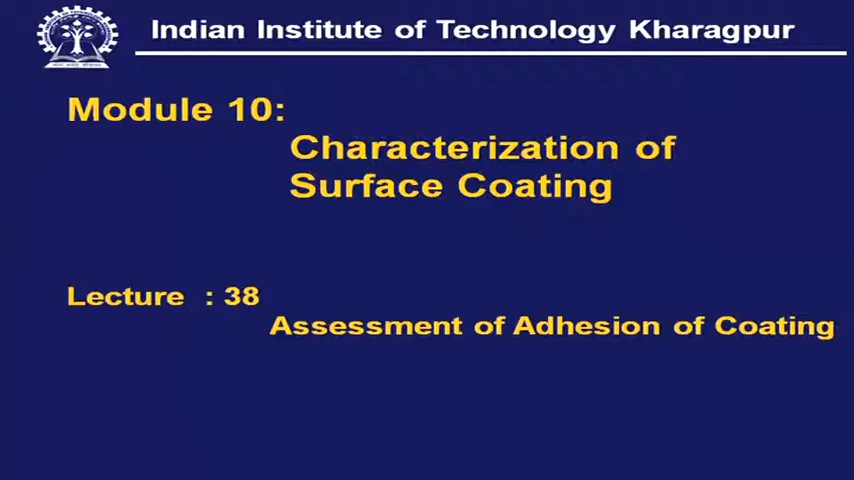 Indian Institute of Technology Kharagpur
Module 10:
Characterization of
Surface Coating
Lecture : 38
Assessment of Adhesion of Coating